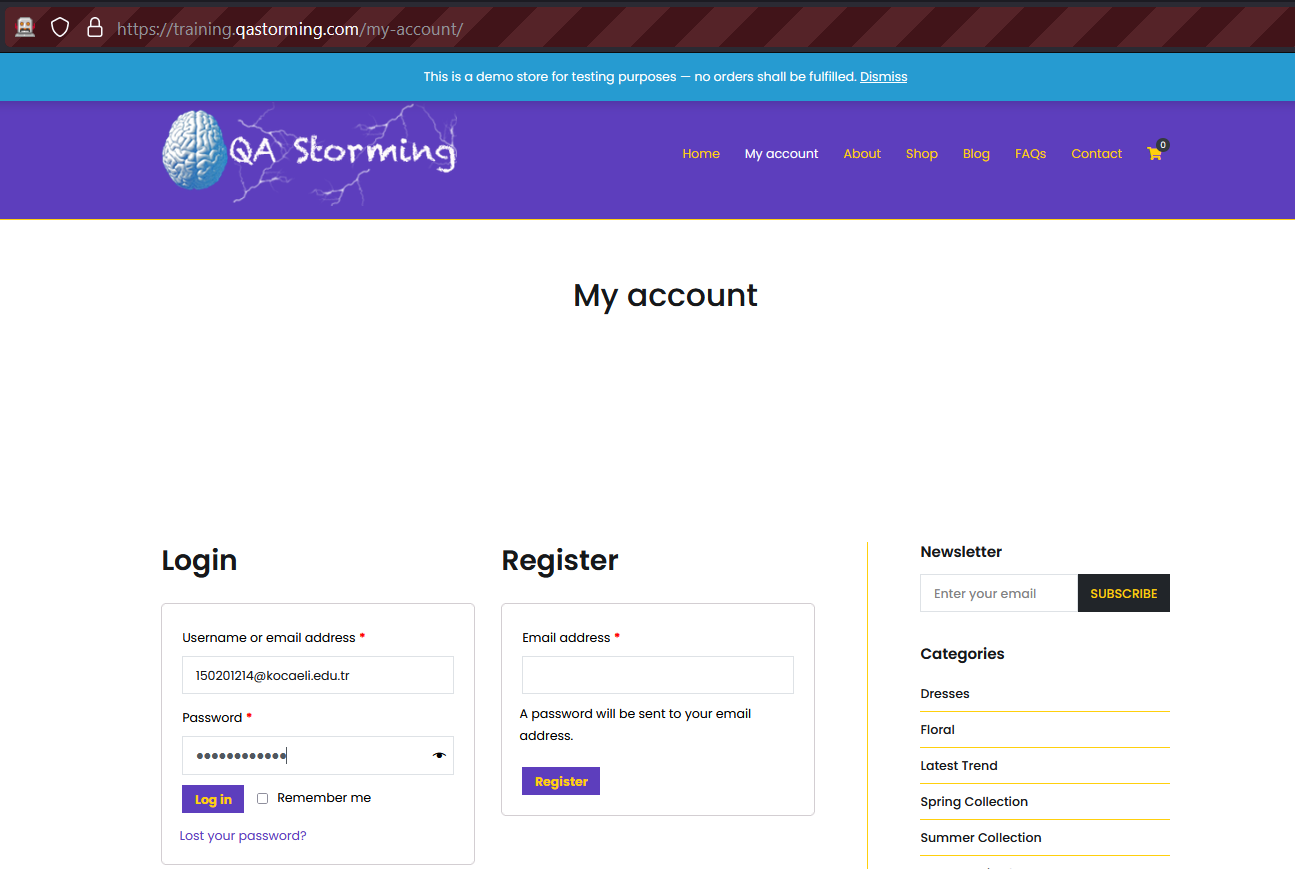 https://training.qastorming.com/my-account/
This is a demo store for testing purposes — no orders shall be fulfilled. Dismiss
QA Storming
Home My account About Shop Blog FAQs Contact 0
My account
Login
Username or email address *
150201214@kocaeli.edu.tr
Password *
Log in Remember me
Lost your password?
Register
Email address *
A password will be sent to your email
address.
Register
Newsletter
Enter your email SUBSCRIBE
Categories
Dresses
Floral
Latest Trend
Spring Collection
Summer Collection